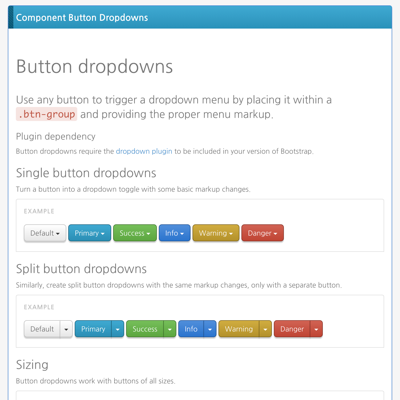 Component Button Dropdowns
Button dropdowns
Use any button to trigger a dropdown menu by placing it within a
.btn-group and providing the proper menu markup.
Plugin dependency
Button dropdowns require the dropdown plugin to be included in your version of Bootstrap.
Single button dropdowns
Turn a button into a dropdown toggle with some basic markup changes.
EXAMPLE
Default Primary Success Info Warning Danger
Split button dropdowns
Similarly, create split button dropdowns with the same markup changes, only with a separate button.
EXAMPLE
Default Primary Success Info Warning Danger
Sizing
Button dropdowns work with buttons of all sizes.